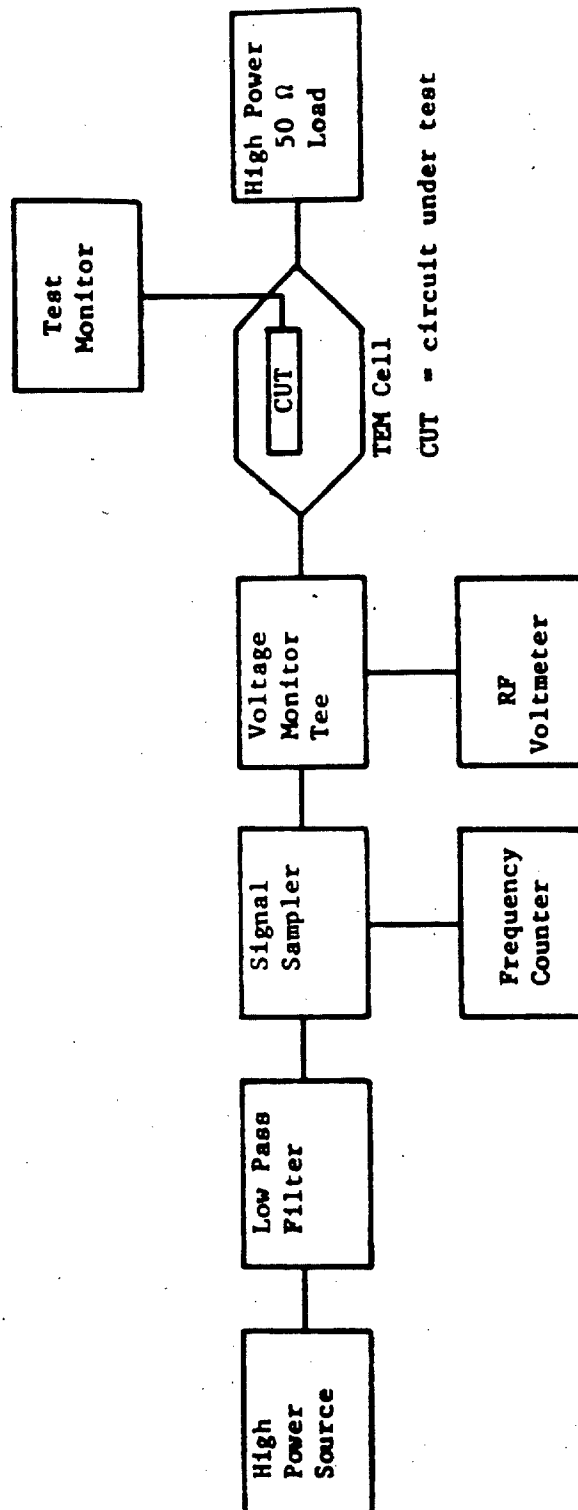 High
Power
Source
Low Pass
Filter
Signal
Sampler
Frequency
Counter
Voltage
Monitor
Tee
RF
Voltmeter
CUT
TEM Cell
CUT = circuit under test
Test
Monitor
High Power
50 Ω
Load